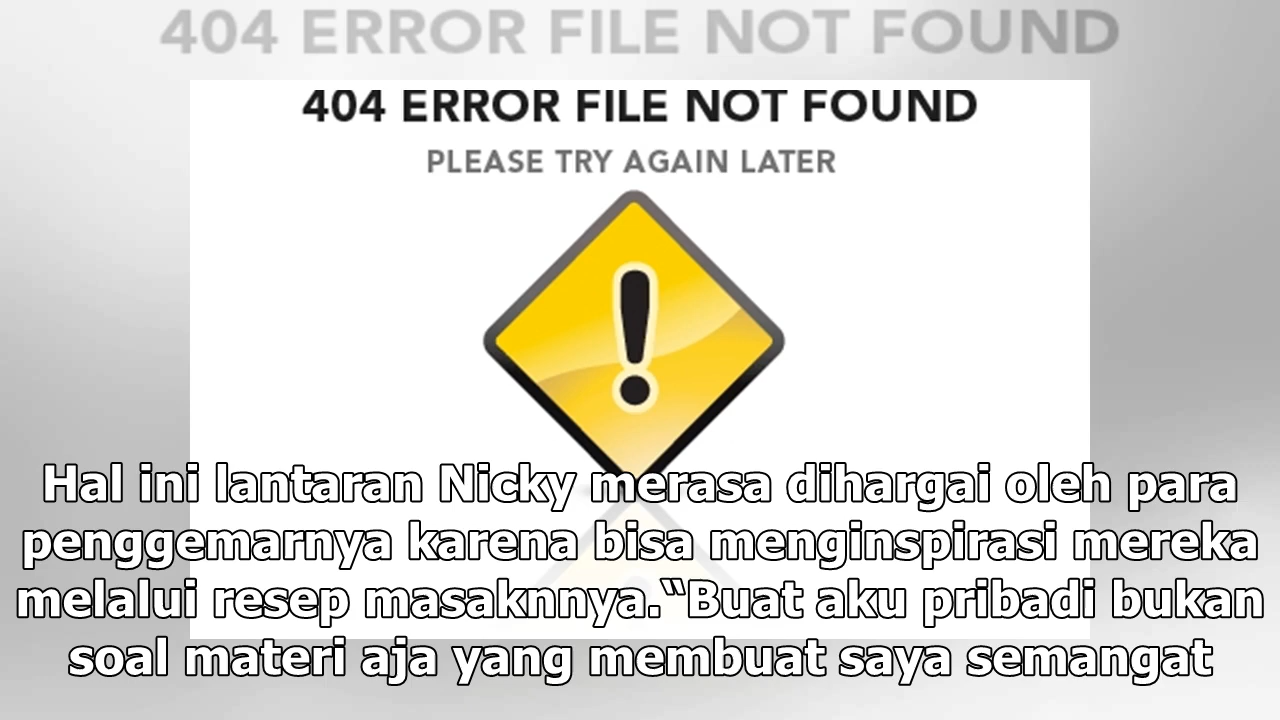 404 ERROR FILE NOT FOUND
404 ERROR FILE NOT FOUND
PLEASE TRY AGAIN LATER
Hal ini lantaran Nicky merasa dihargai oleh para
penggemarnya karena bisa menginspirasi mereka
melalui resep masaknnya.“Buat aku pribadi bukan
soal materi aja yang membuat saya semangat